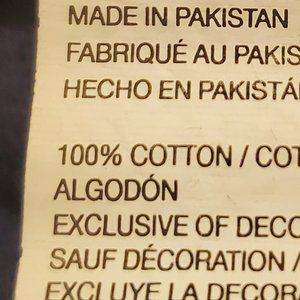 MADE IN PAKISTAN
FABRIQUÉ AU PAKIS
HECHO EN PAKISTÁ
100% COTTON / COT
ALGODÓN
EXCLUSIVE OF DECO
SAUF DÉCORATION /
EXCLUYE LA DECOR